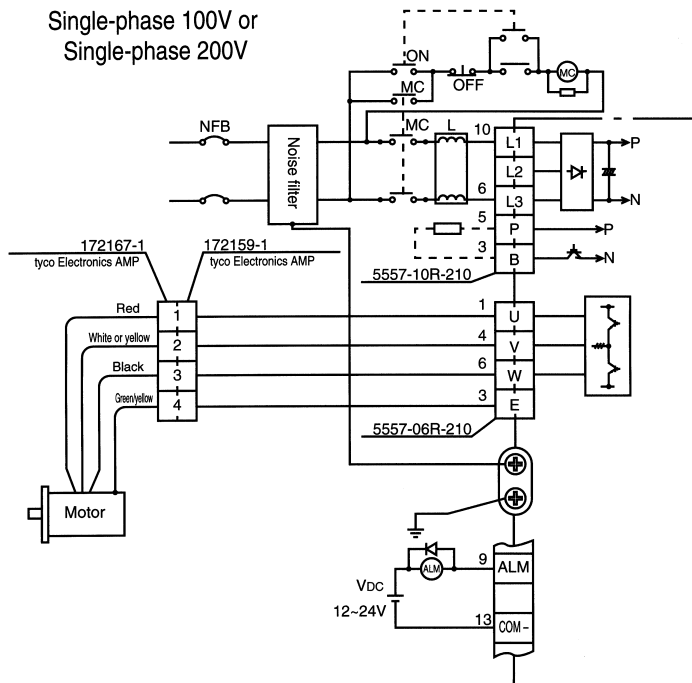 Single-phase 100V or
Single-phase 200V
ON
OFF
MC
MC
NFB
Noise filter
MC
L
10
L1
P
L2
6
L3
N
5
P
P
3
B
N
172167-1
tyco Electronics AMP
172159-1
tyco Electronics AMP
5557-10R-210
Red
1
1
U
White or yellow
2
4
V
Black
3
6
W
Green/yellow
4
3
E
5557-06R-210
Motor
ALM
9
ALM
VDC
12~24V
13
COM-